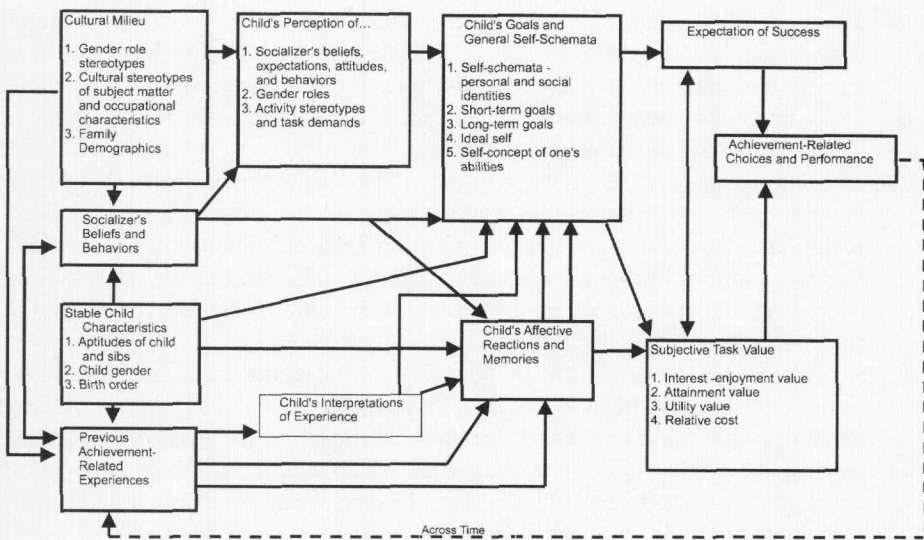 Cultural Milieu
1. Gender role
stereotypes
2. Cultural stereotypes
of subject matter
and occupational
characteristics
3. Family
Demographics
Child's Perception of…
1. Socializer's beliefs,
expectations, attitudes,
and behaviors
2. Gender roles
3. Activity stereotypes
and task demands
Child's Goals and
General Self-Schemata
1. Self-schemata -
personal and social
identities
2. Short-term goals
3. Long-term goals
4. Ideal self
5. Self-concept of one's
abilities
Expectation of Success
Achievement-Related
Choices and Performance
Socializer's
Beliefs and
Behaviors
Stable Child
Characteristics
1. Aptitudes of child
and sibs
2. Child gender
3. Birth order
Child's Affective
Reactions and
Memories
Subjective Task Value
1. Interest -enjoyment value
2. Attainment value
3. Utility value
4. Relative cost
Child's Interpretations
of Experience
Previous
Achievement-
Related
Experiences
Across Time